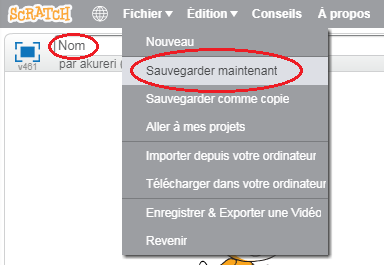 SCRATCH Fichier Édition Conseils À propos
Nom
par akureri (
v461
Nouveau
Sauvegarder maintenant
Sauvegarder comme copie
Aller à mes projets
Importer depuis votre ordinateur
Télécharger dans votre ordinateur
Enregistrer & Exporter une Vidéo
Revenir